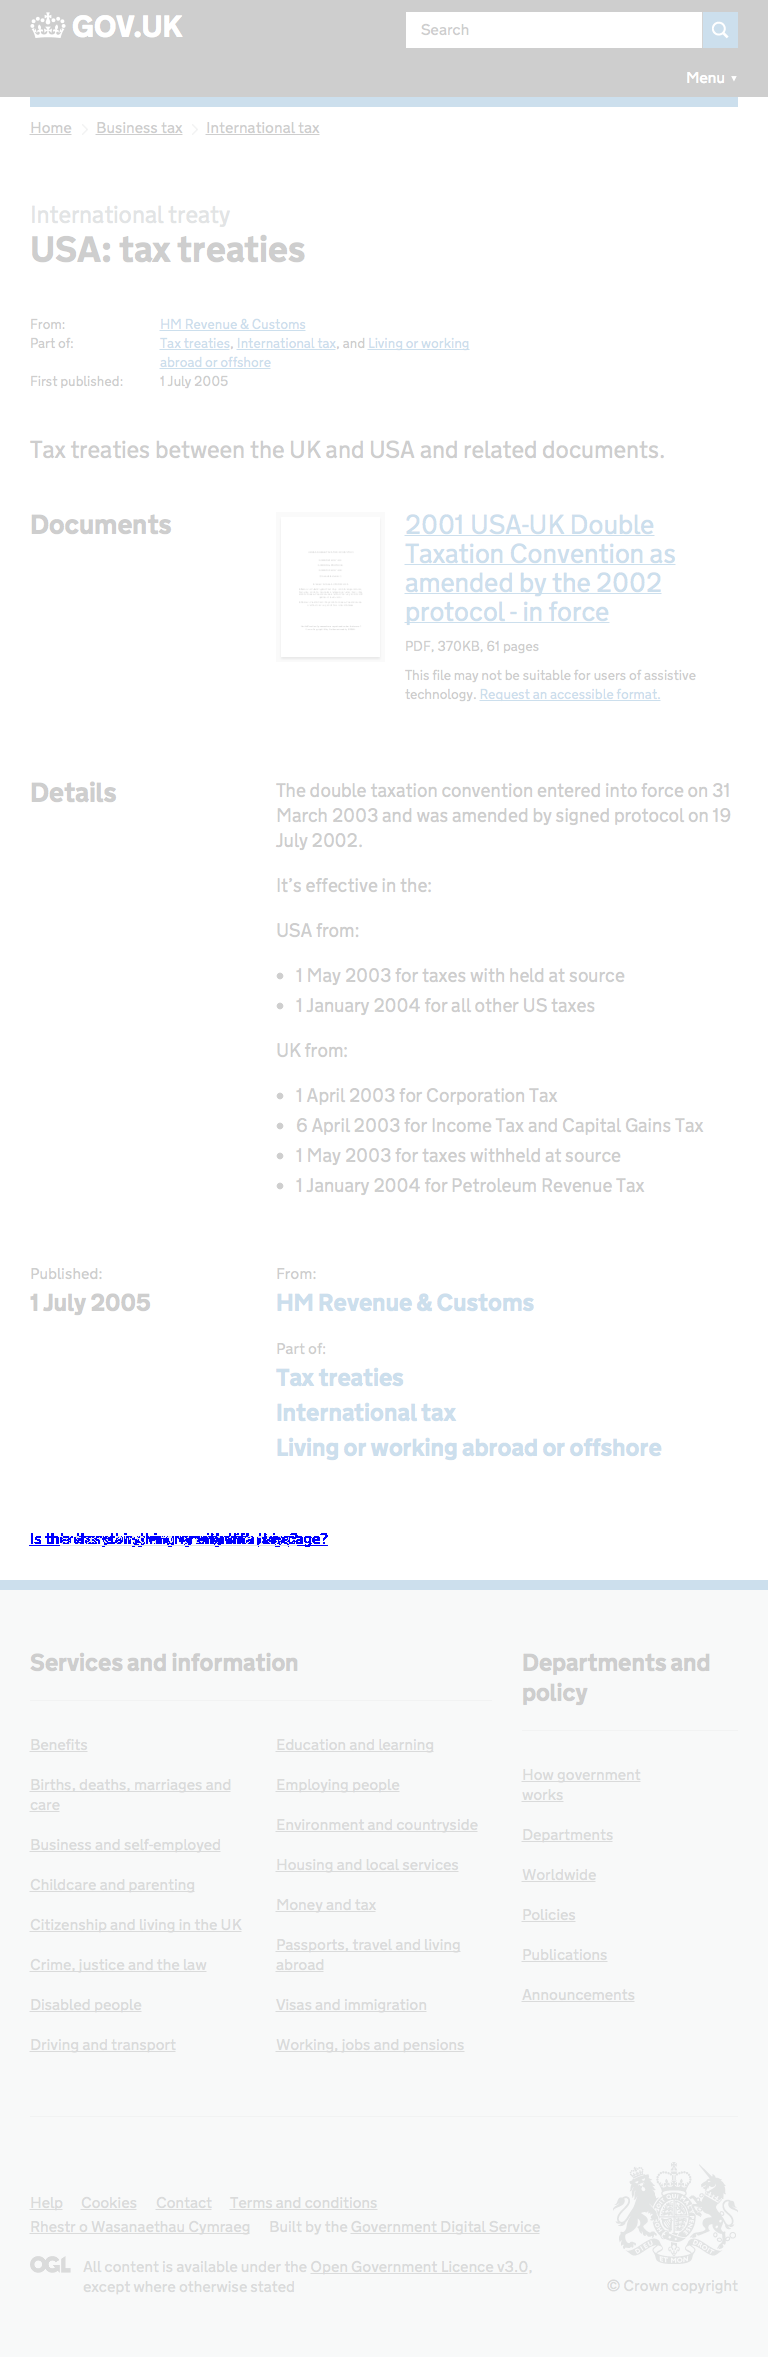 GOV.UK
Search
Menu ▼
Home > Business tax > International tax
International treaty
USA: tax treaties
From: HM Revenue & Customs
Part of: Tax treaties, International tax, and Living or working
abroad or offshore
First published: 1 July 2005
Tax treaties between the UK and USA and related documents.
Documents
2001 USA-UK Double
Taxation Convention as
amended by the 2002
protocol - in force
PDF, 370KB, 61 pages
This file may not be suitable for users of assistive
technology. Request an accessible format.
Details
The double taxation convention entered into force on 31
March 2003 and was amended by signed protocol on 19
July 2002.
It's effective in the:
USA from:
• 1 May 2003 for taxes with held at source
• 1 January 2004 for all other US taxes
UK from:
• 1 April 2003 for Corporation Tax
• 6 April 2003 for Income Tax and Capital Gains Tax
• 1 May 2003 for taxes withheld at source
• 1 January 2004 for Petroleum Revenue Tax
Published:
1 July 2005
From:
HM Revenue & Customs
Part of:
Tax treaties
International tax
Living or working abroad or offshore
Services and information
Benefits
Births, deaths, marriages and
care
Business and self-employed
Childcare and parenting
Citizenship and living in the UK
Crime, justice and the law
Disabled people
Driving and transport
Education and learning
Employing people
Environment and countryside
Housing and local services
Money and tax
Passports, travel and living
abroad
Visas and immigration
Working, jobs and pensions
Departments and
policy
How government
works
Departments
Worldwide
Policies
Publications
Announcements
Help Cookies Contact Terms and conditions
Rhestr o Wasanaethau Cymraeg Built by the Government Digital Service
OGL All content is available under the Open Government Licence v3.0,
except where otherwise stated
© Crown copyright